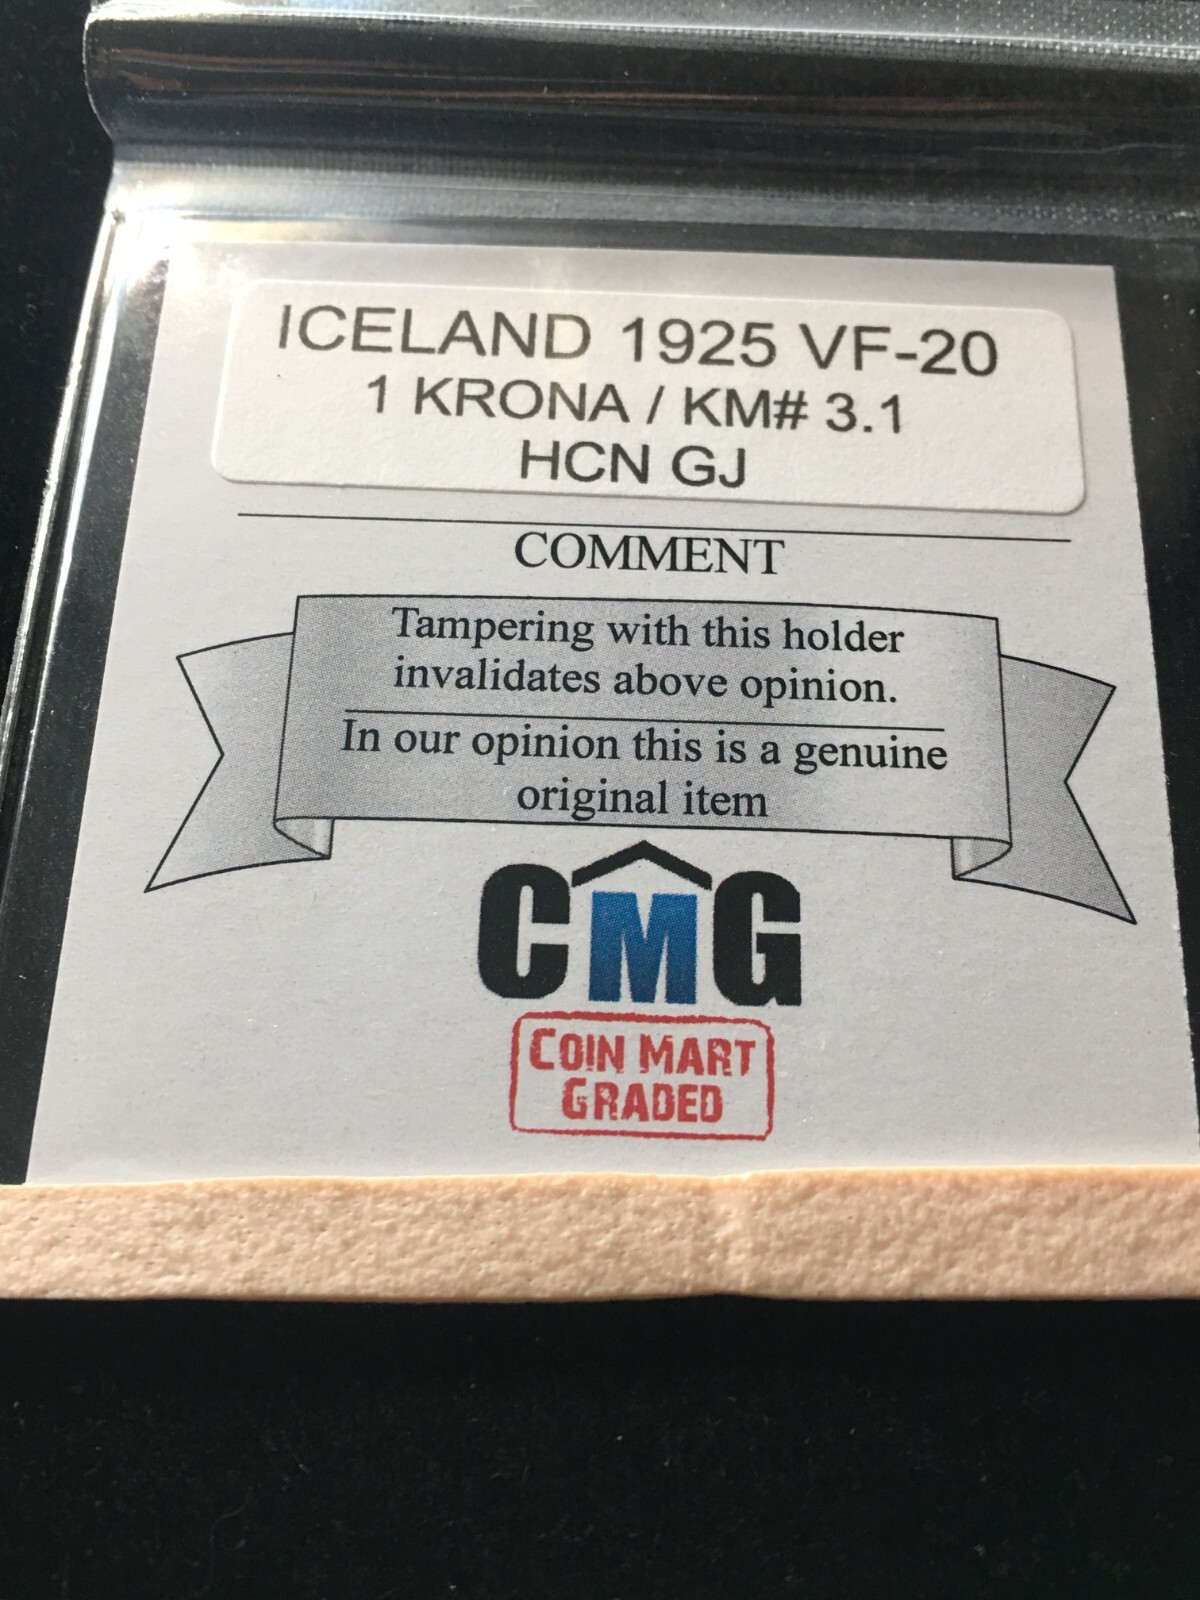 ICELAND 1925 VF-20
1 KRONA / KM# 3.1
HCN GJ
COMMENT
Tampering with this holder
invalidates above opinion.
In our opinion this is a genuine
original item
CMG
COIN MART
GRADED